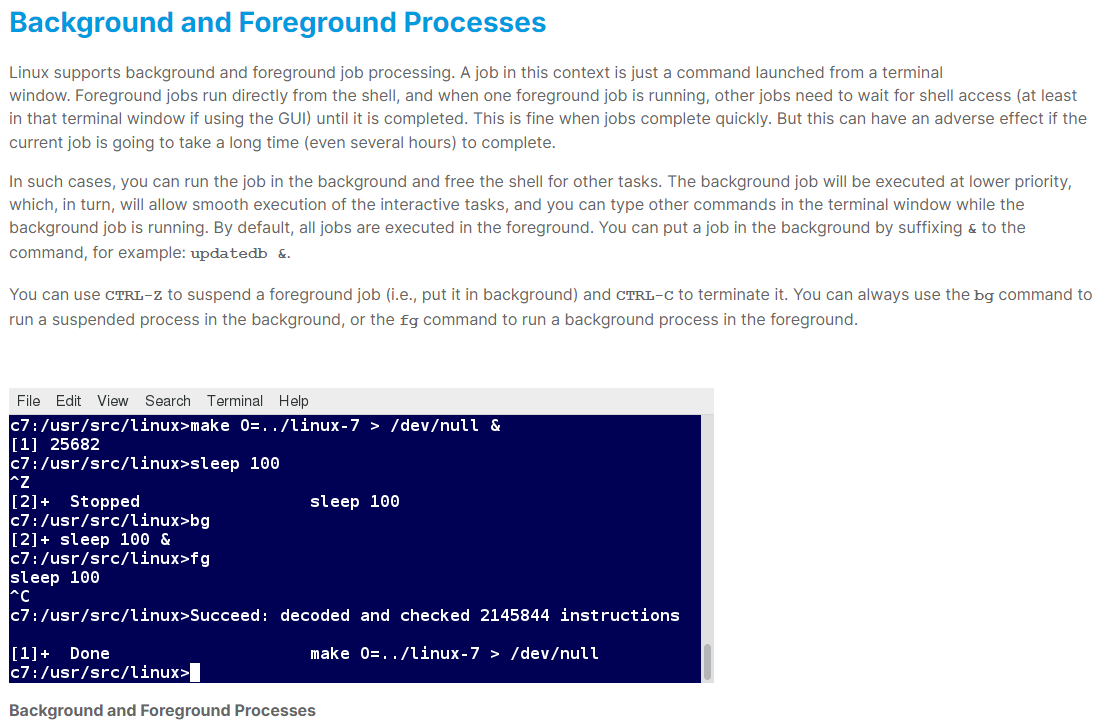 Background and Foreground Processes
Linux supports background and foreground job processing. A job in this context is just a command launched from a terminal
window. Foreground jobs run directly from the shell, and when one foreground job is running, other jobs need to wait for shell access (at least
in that terminal window if using the GUI) until it is completed. This is fine when jobs complete quickly. But this can have an adverse effect if the
current job is going to take a long time (even several hours) to complete.
In such cases, you can run the job in the background and free the shell for other tasks. The background job will be executed at lower priority,
which, in turn, will allow smooth execution of the interactive tasks, and you can type other commands in the terminal window while the
background job is running. By default, all jobs are executed in the foreground. You can put a job in the background by suffixing & to the
command, for example: updatedb &.
You can use CTRL-Z to suspend a foreground job (i.e., put it in background) and CTRL-C to terminate it. You can always use the bg command to
run a suspended process in the background, or the fg command to run a background process in the foreground.
File Edit View Search Terminal Help
c7:/usr/src/linux>make O=../linux-7 > /dev/null &
[1] 25682
c7:/usr/src/linux>sleep 100
^Z
[2]+  Stopped                 sleep 100
c7:/usr/src/linux>bg
[2]+ sleep 100 &
c7:/usr/src/linux>fg
sleep 100
^C
c7:/usr/src/linux>Succeed: decoded and checked 2145844 instructions
[1]+  Done                    make O=../linux-7 > /dev/null
c7:/usr/src/linux>
Background and Foreground Processes